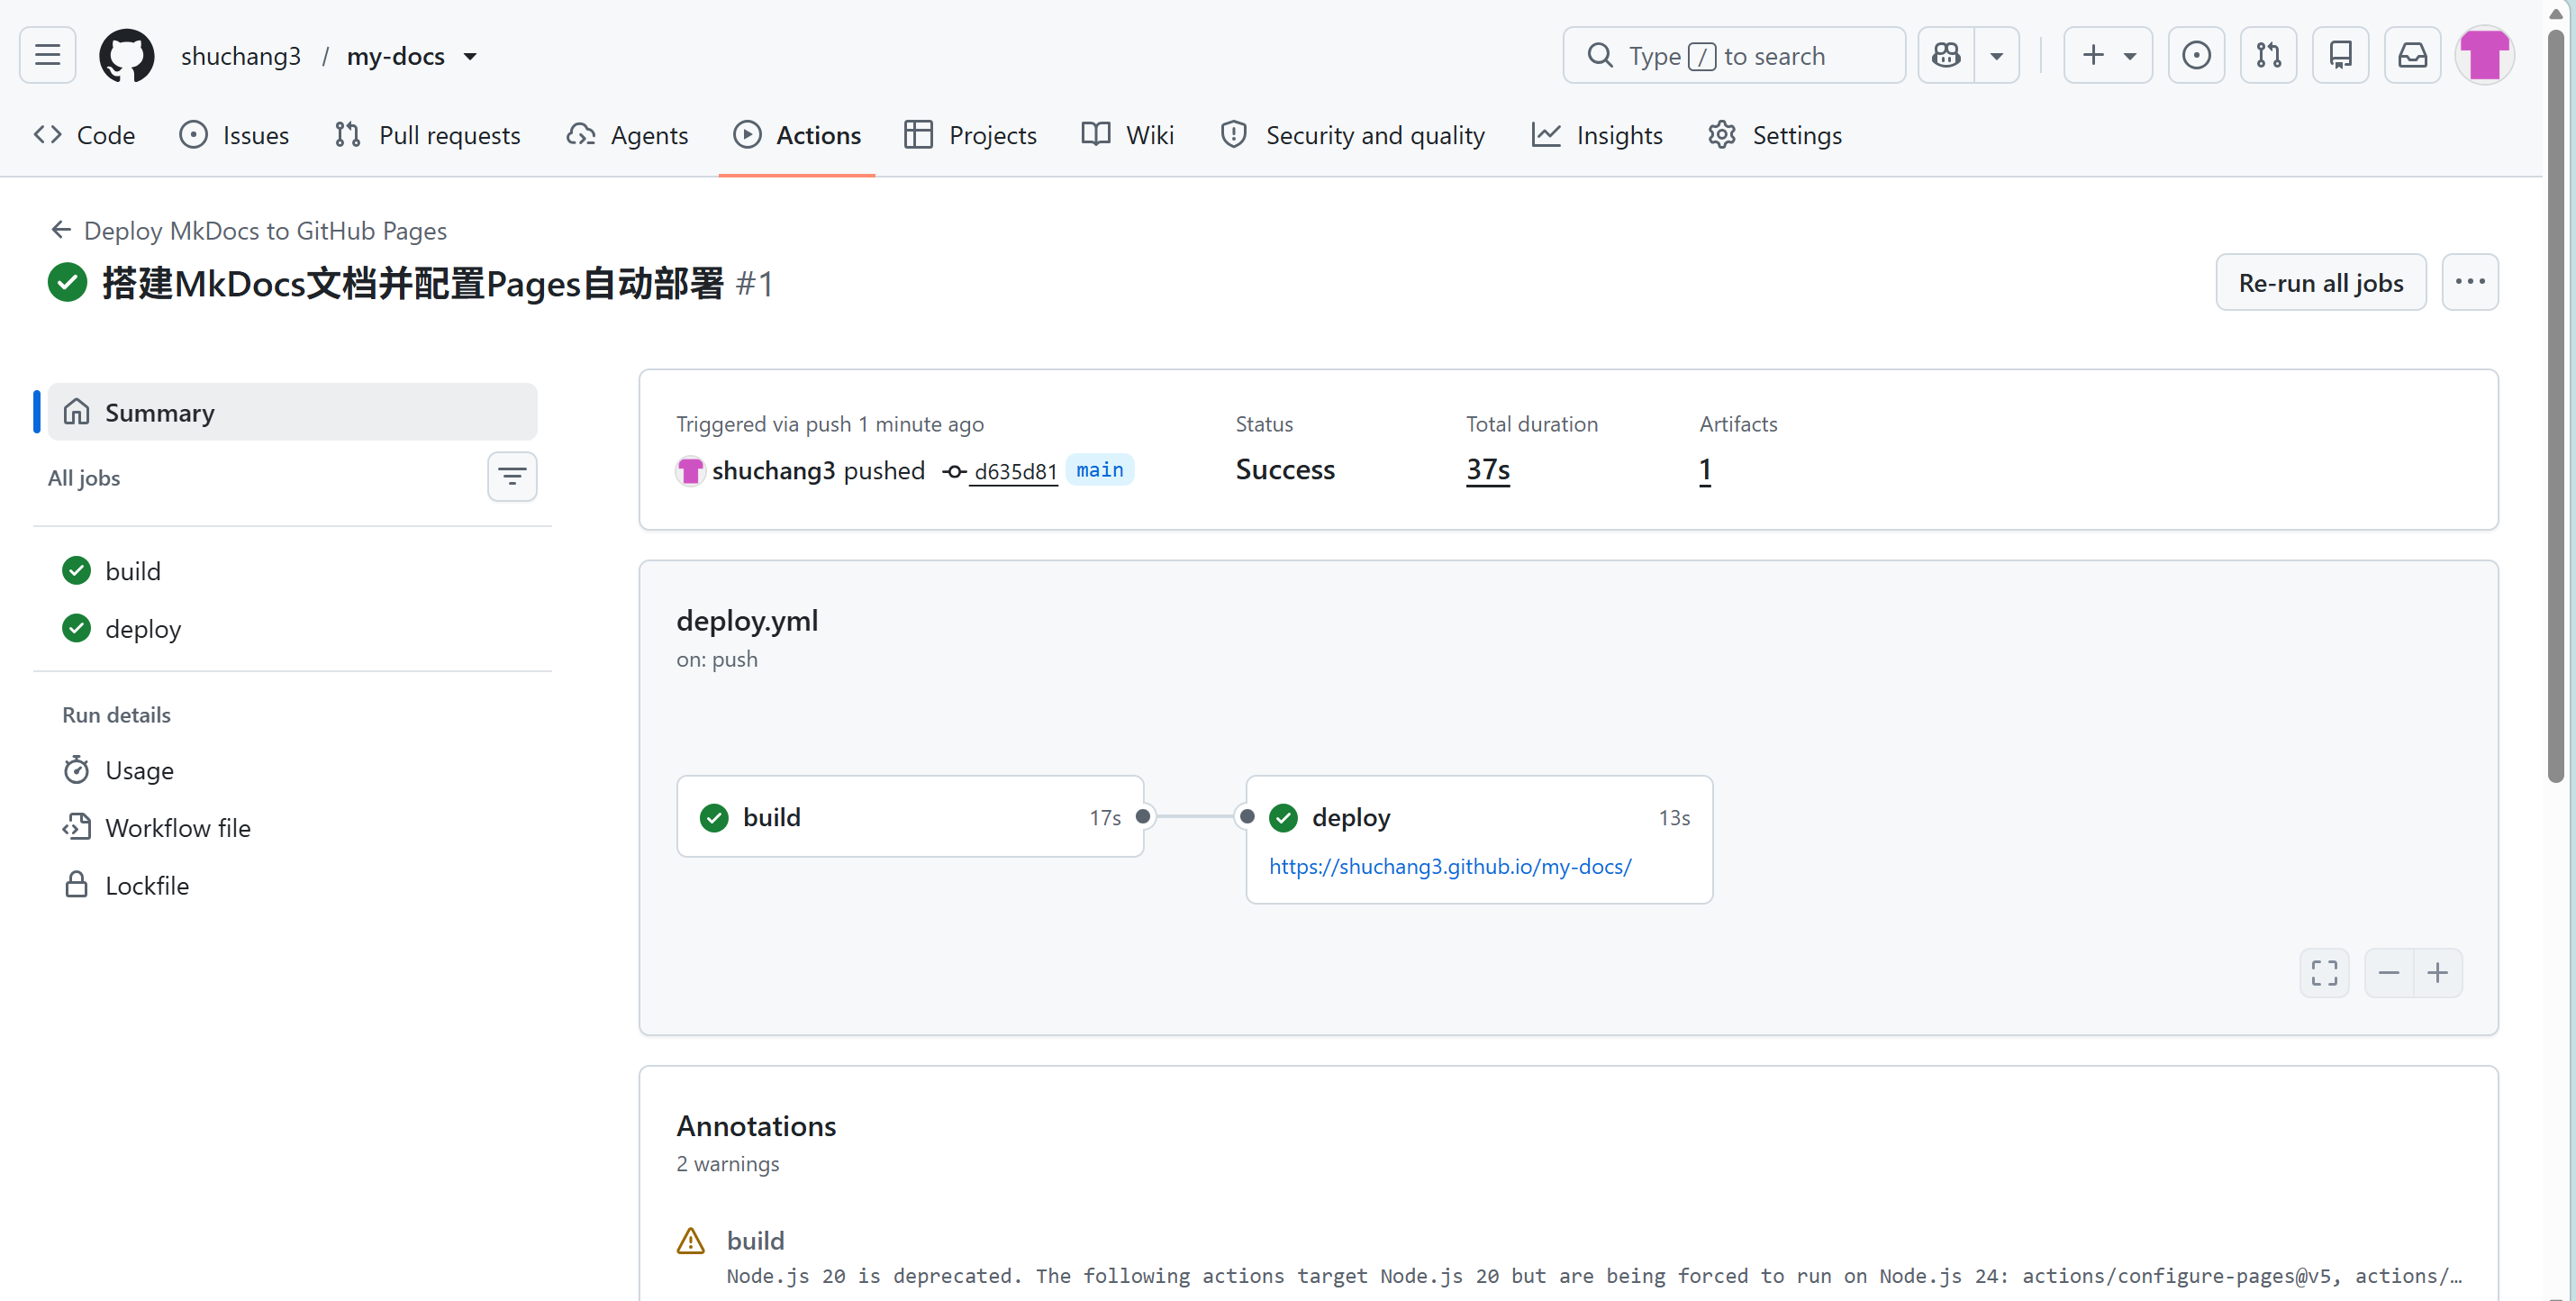 shuchang3 / my-docs
Type / to search
Code Issues Pull requests Agents Actions Projects Wiki Security and quality Insights Settings
Deploy MkDocs to GitHub Pages
搭建MkDocs文档并配置Pages自动部署 #1
Re-run all jobs
Summary
All jobs
build
deploy
Run details
Usage
Workflow file
Lockfile
Triggered via push 1 minute ago
shuchang3 pushed d635d81 main
Status
Success
Total duration
37s
Artifacts
1
deploy.yml
on: push
build 17s
deploy 13s
https://shuchang3.github.io/my-docs/
Annotations
2 warnings
build
Node.js 20 is deprecated. The following actions target Node.js 20 but are being forced to run on Node.js 24: actions/configure-pages@v5, actions/…